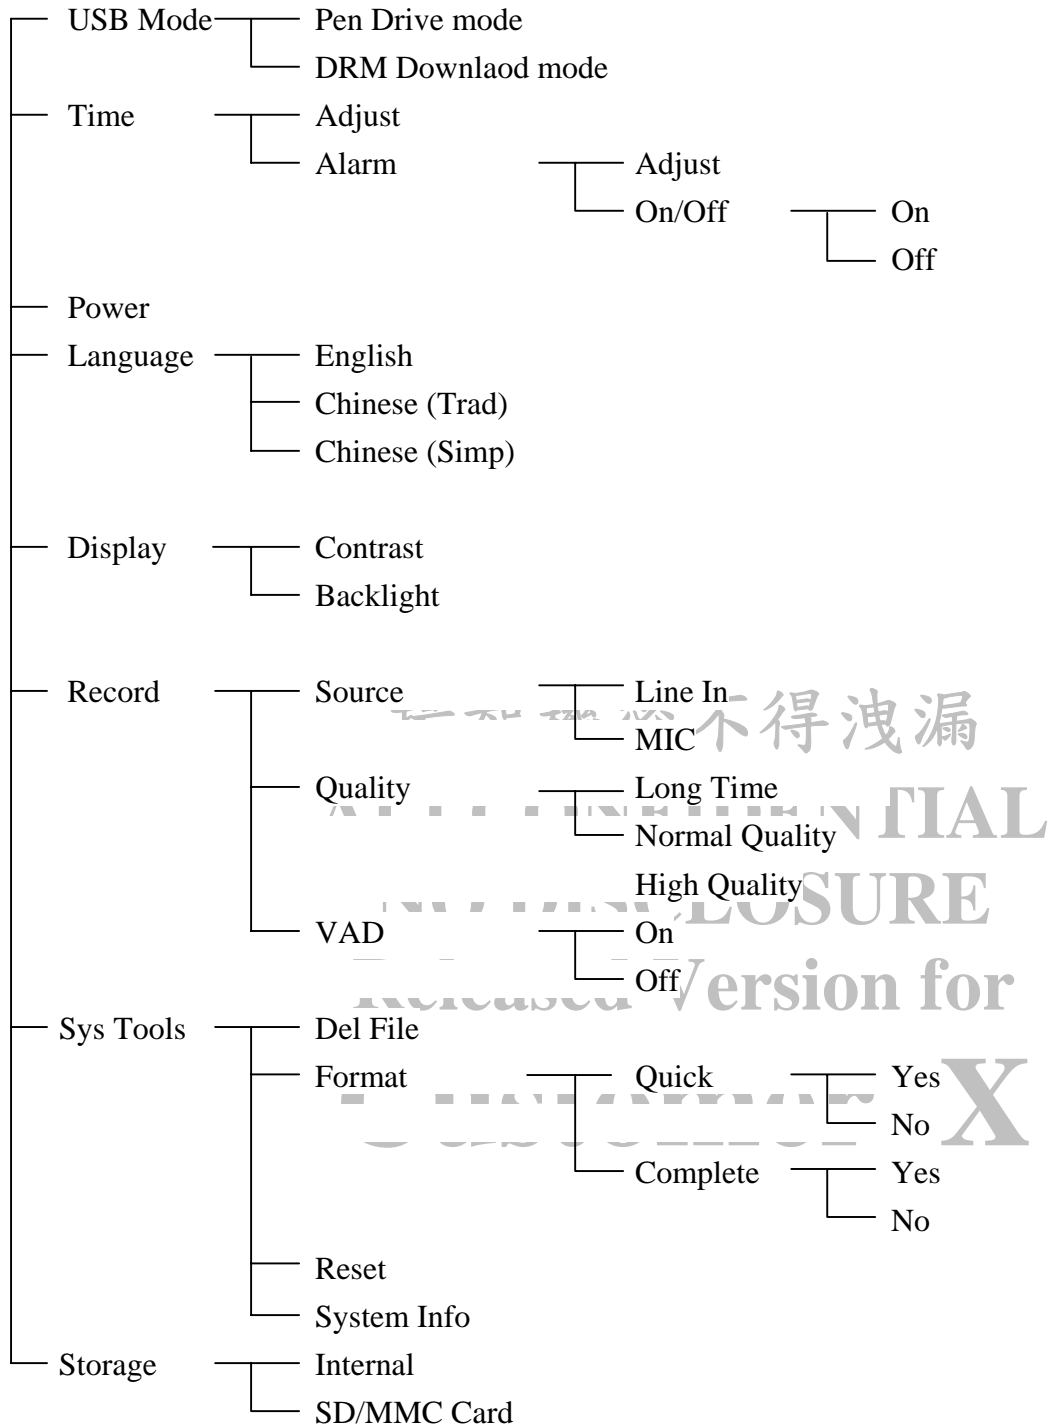 USB Mode Pen Drive mode
DRM Downlaod mode
Time Adjust
Alarm Adjust
On/Off On
Off
Power
Language English
Chinese (Trad)
Chinese (Simp)
Display Contrast
Backlight
Record Source Line In
不得洩漏
MIC
Quality Long Time
Normal Quality
High Quality
VAD On
Off
Version for
Sys Tools Del File
Format Quick Yes
X
No
Complete Yes
No
Reset
System Info
Storage Internal
SD/MMC Card